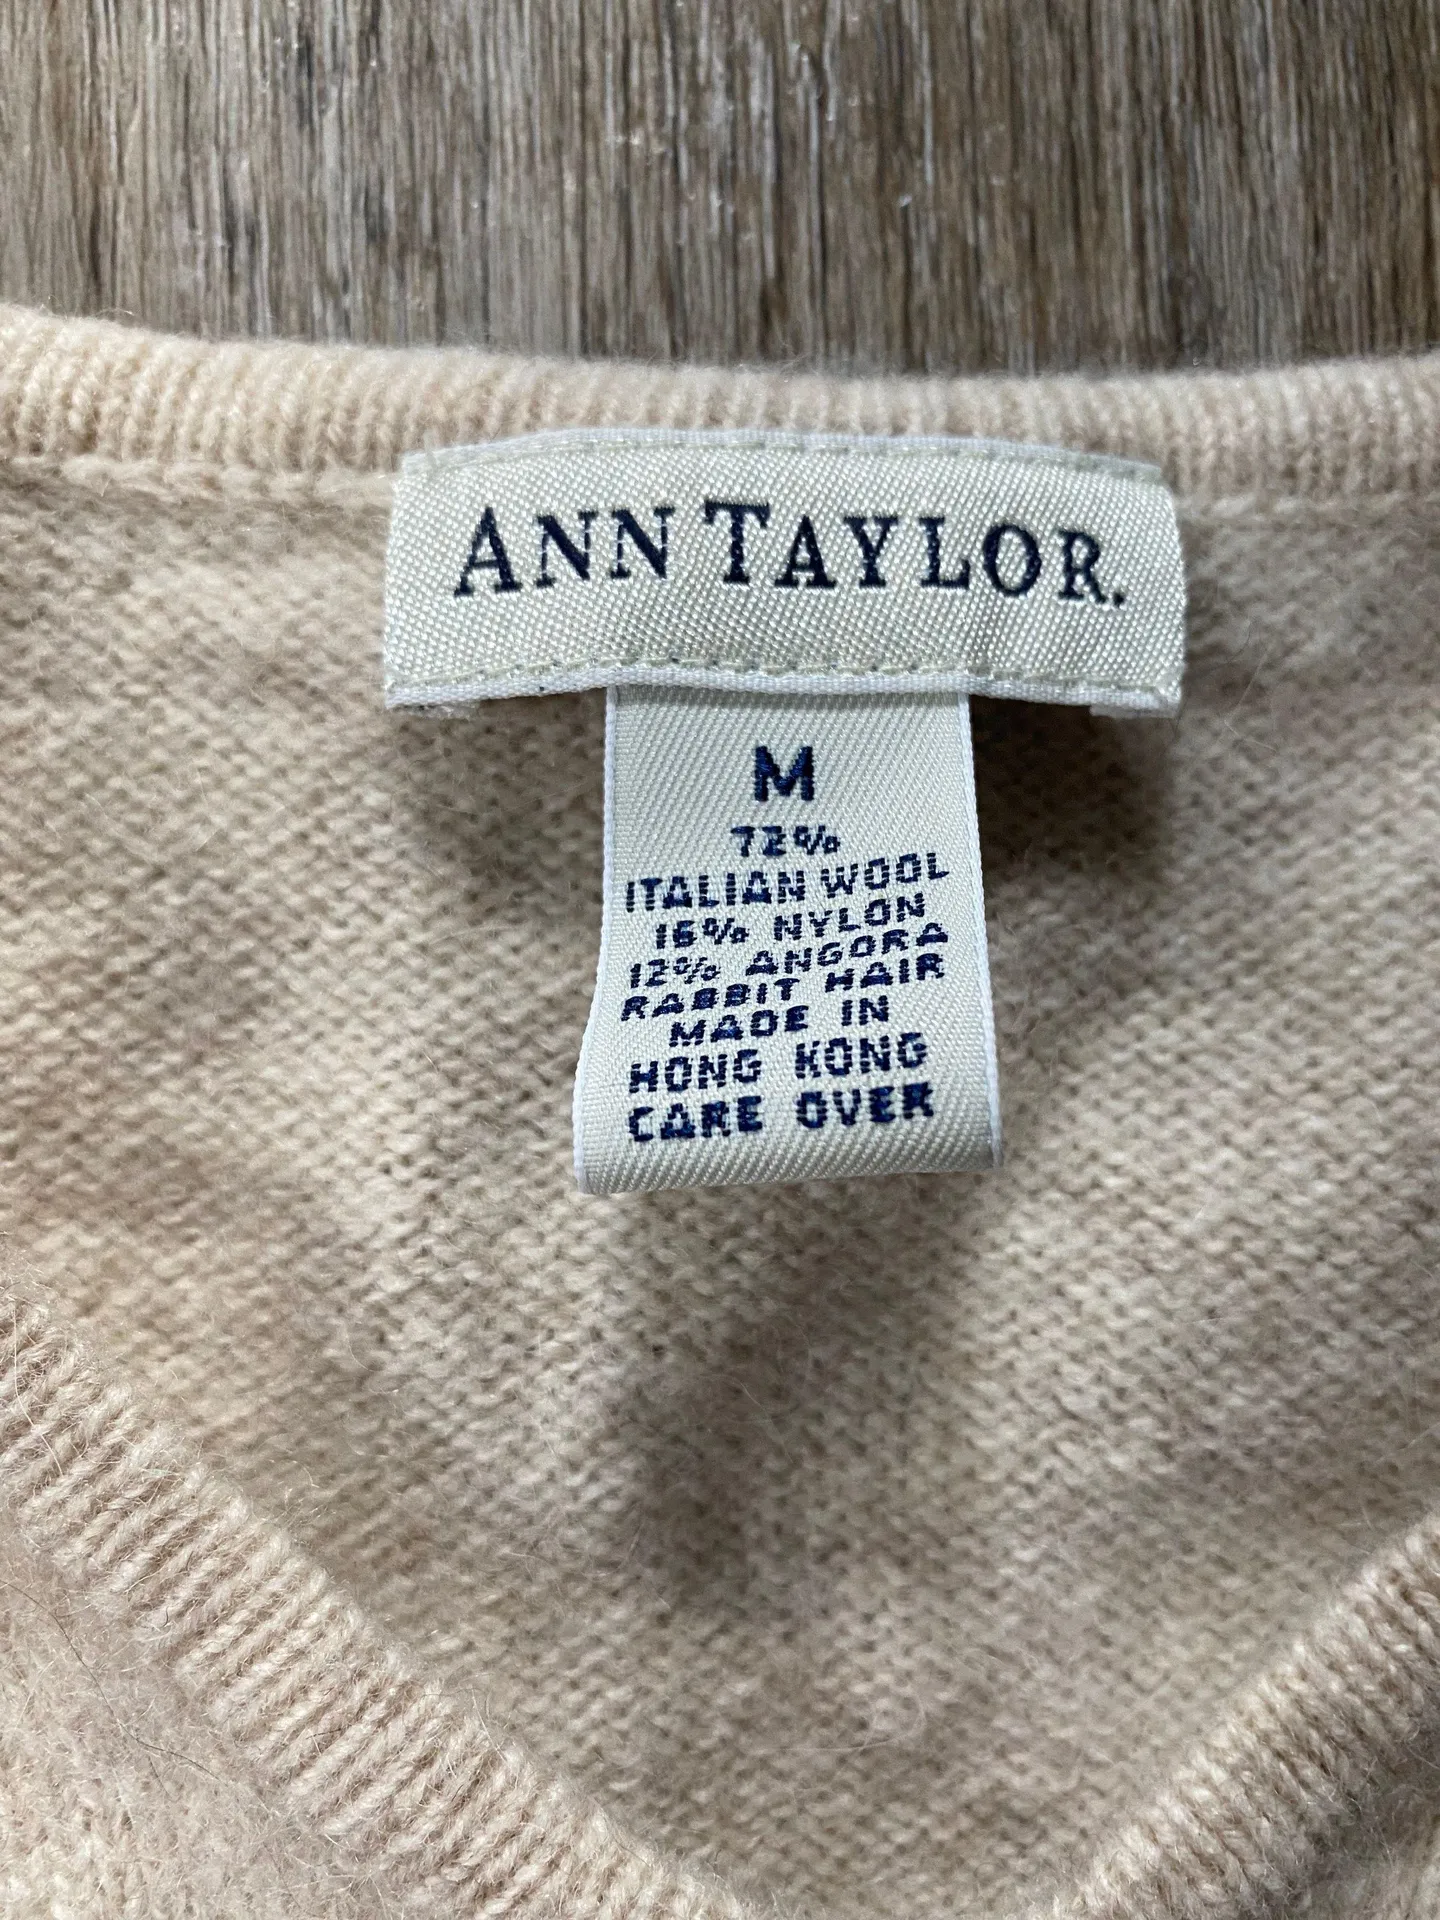 ANN TAYLOR.
M
72%
ITALIAN WOOL
16% NYLON
12% ANGORA
RABBIT HAIR
MADE IN
HONG KONG
CARE OVER